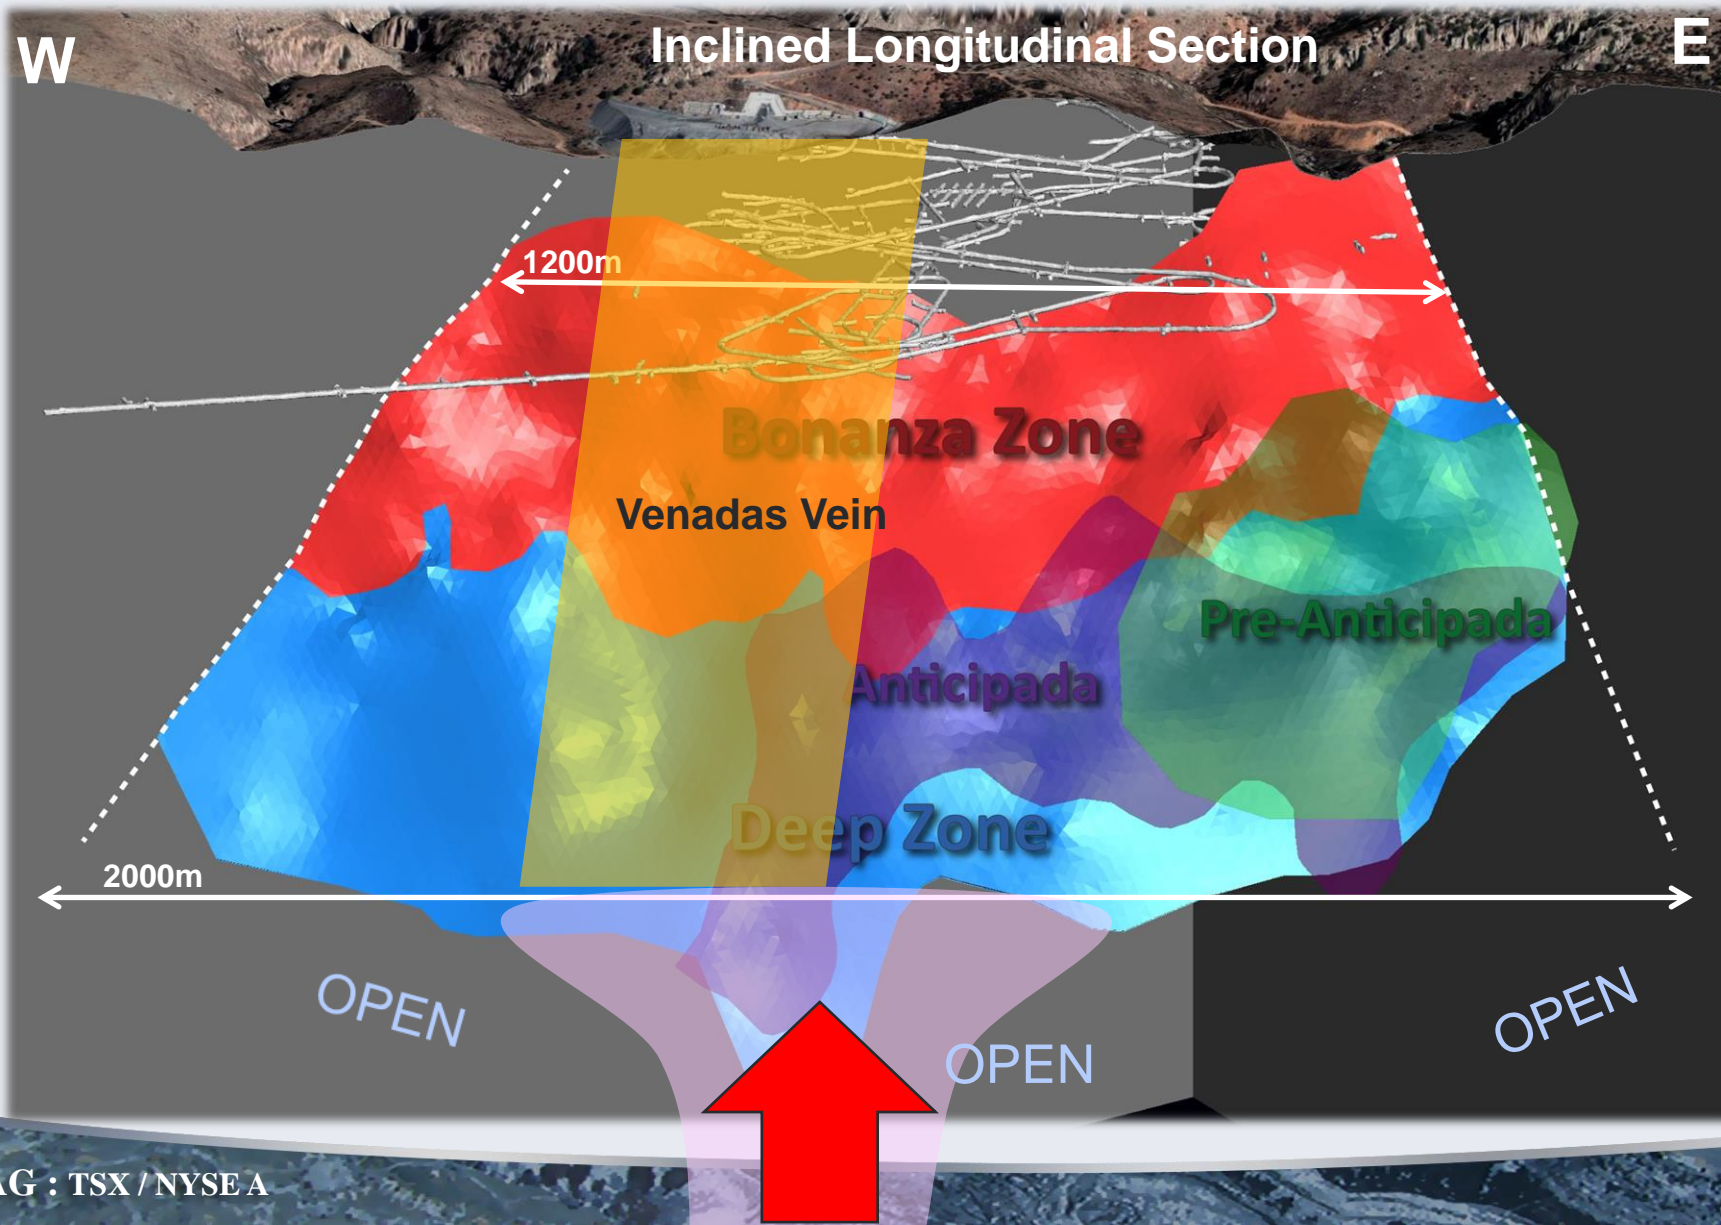 W
Inclined Longitudinal Section
E
1200m
Bonanza Zone
Venadas Vein
Pre-Anticipada
Anticipada
Deep Zone
2000m
OPEN
OPEN
OPEN
AG : TSX / NYSE A